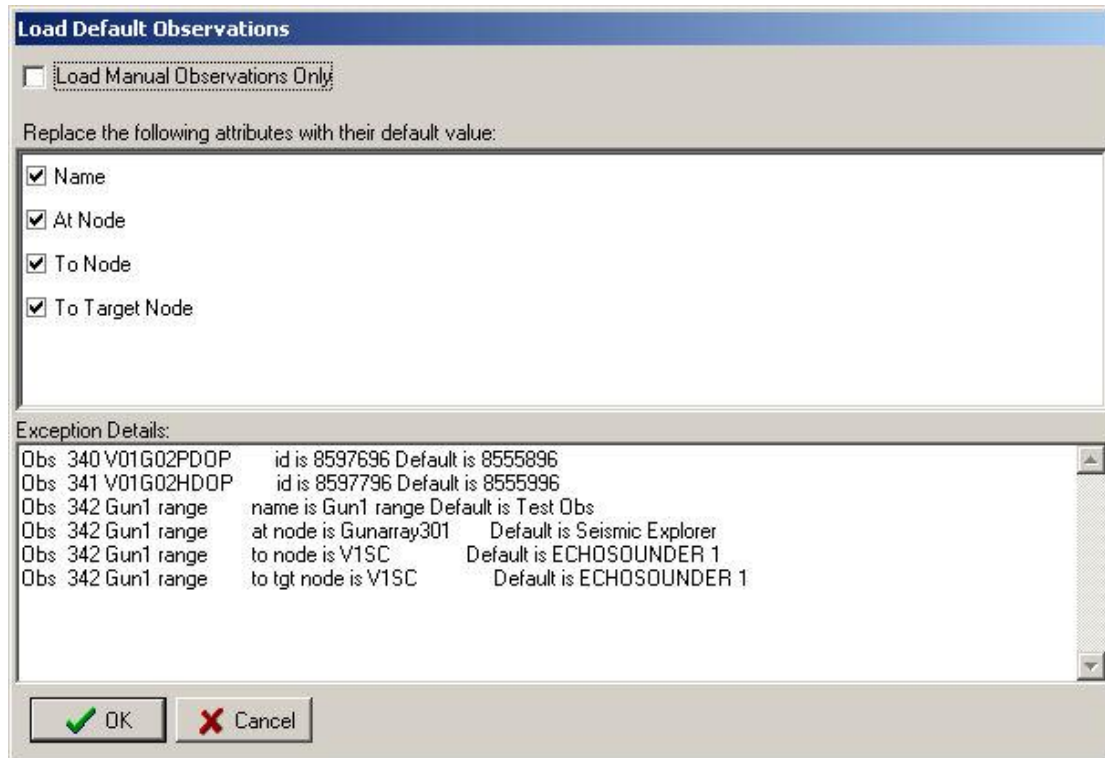 Load Default Observations
Load Manual Observations Only
Replace the following attributes with their default value:
Name
At Node
To Node
To Target Node
Exception Details:
Obs 340 V01G02PDOP id is 8597696 Default is 8555896
Obs 341 V01G02HDOP id is 8597796 Default is 8555996
Obs 342 Gun1 range name is Gun1 range Default is Test Obs
Obs 342 Gun1 range at node is Gunarray301 Default is Seismic Explorer
Obs 342 Gun1 range to node is V1SC Default is ECHOSOUNDER 1
Obs 342 Gun1 range to tgt node is V1SC Default is ECHOSOUNDER 1
OK Cancel